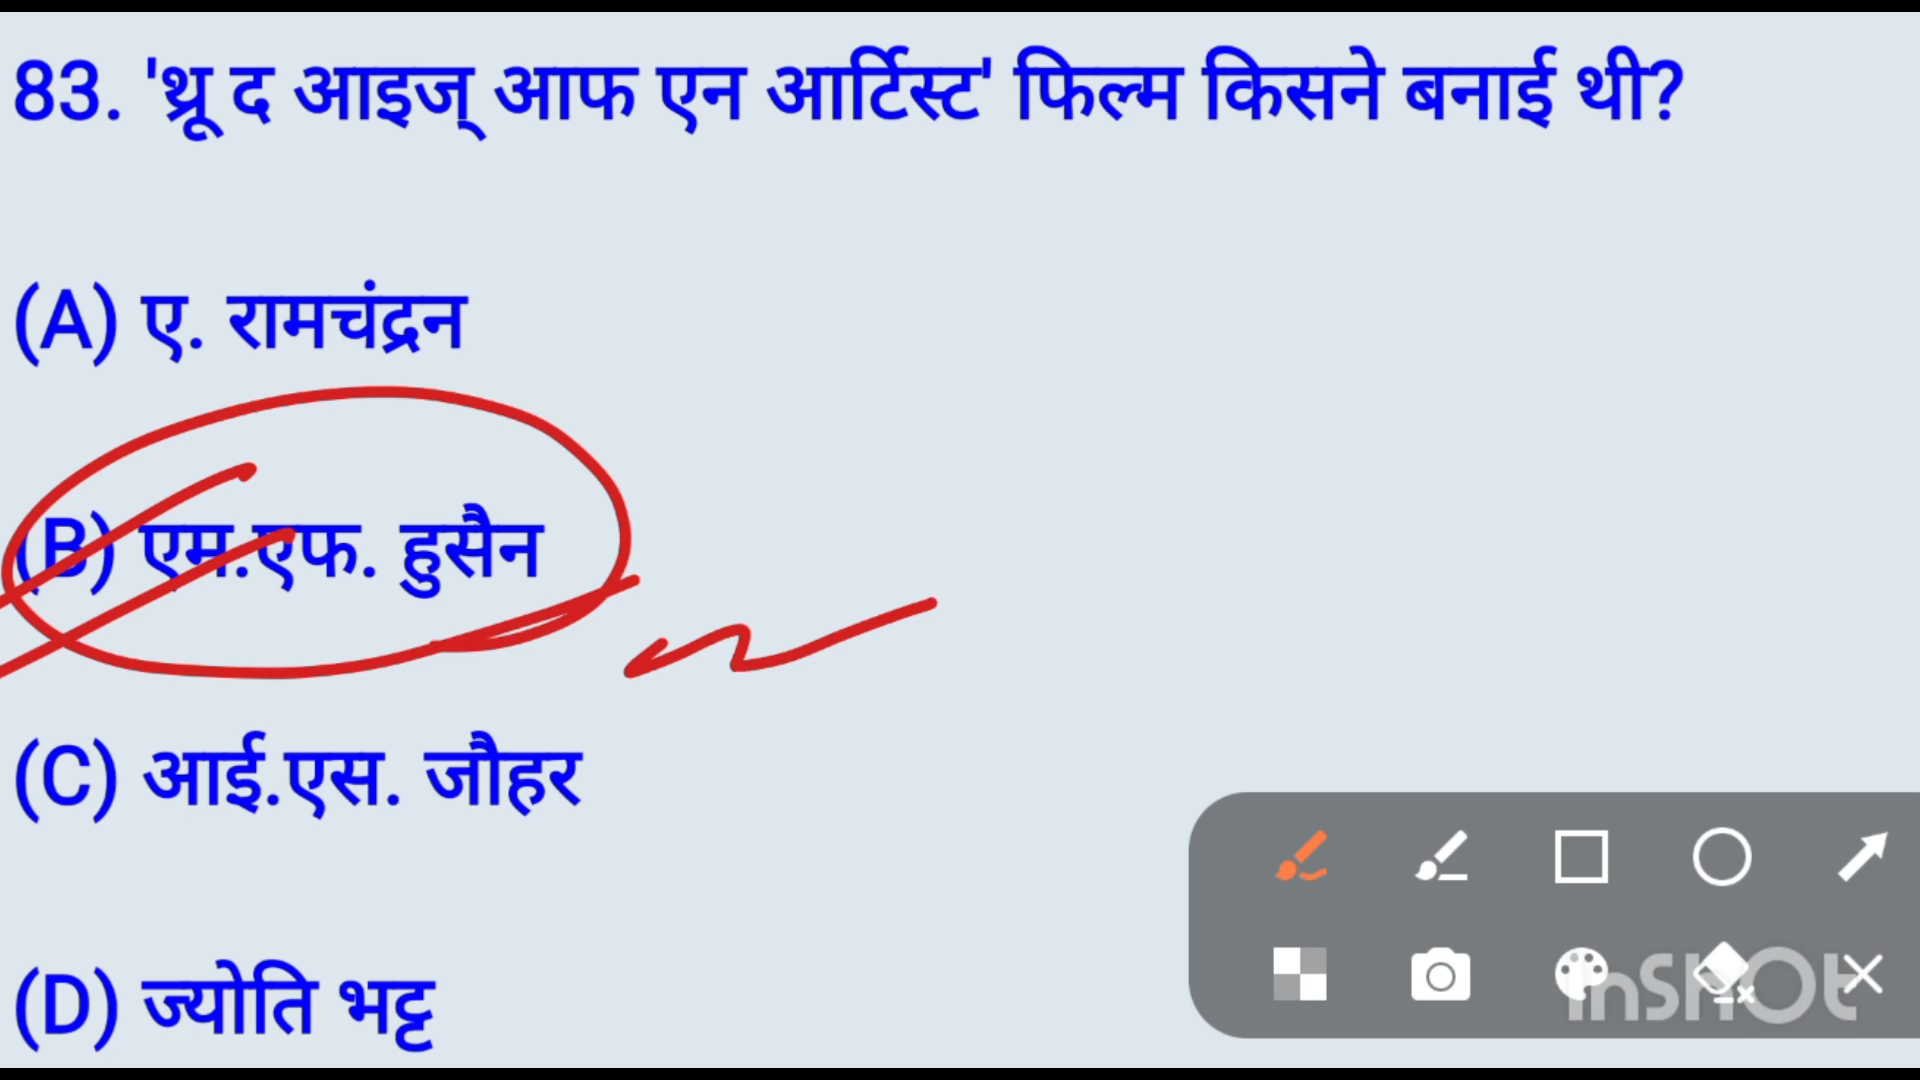 83. 'थ्रू द आइज् आफ एन आर्टिस्ट' फिल्म किसने बनाई थी?
(A) ए. रामचंद्रन
(B) एम.एफ. हुसैन
(C) आई.एस. जौहर
(D) ज्योति भट्ट
InShOt